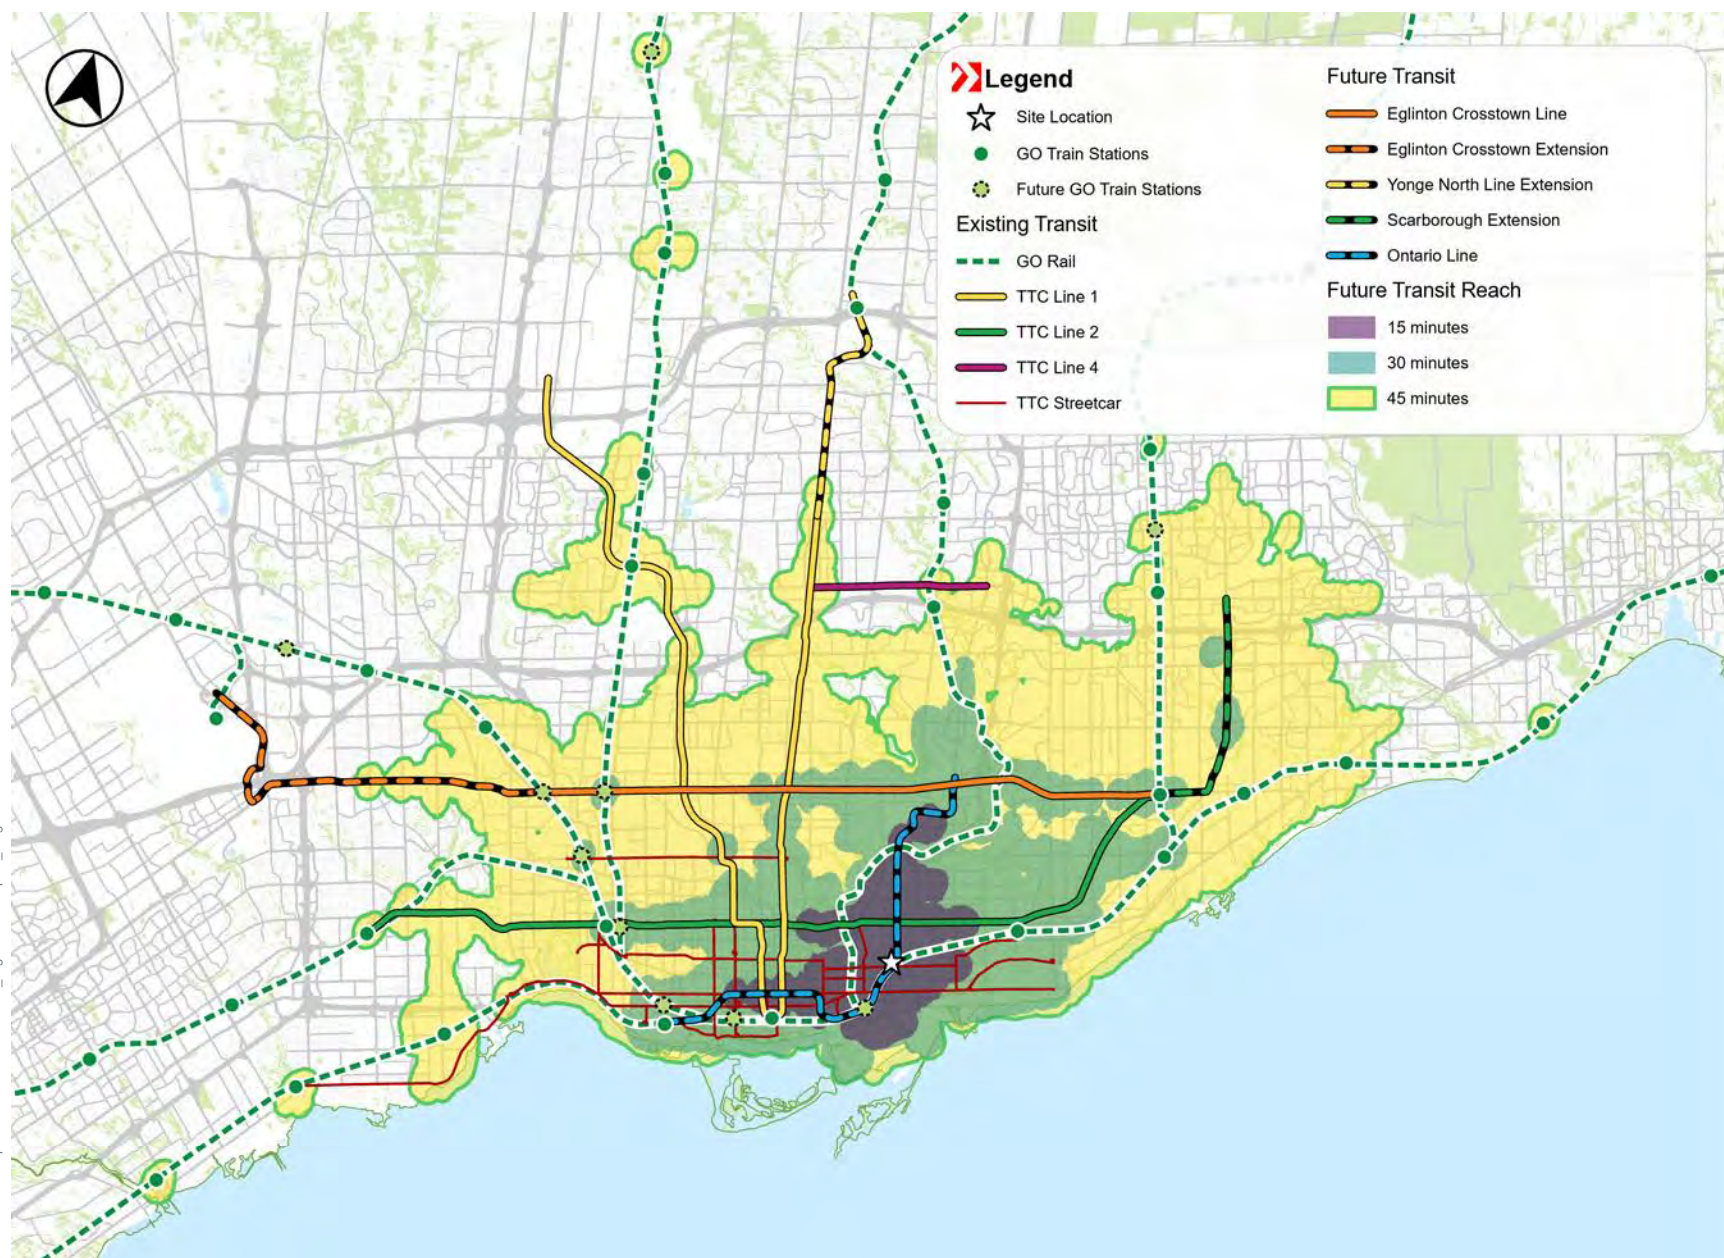 Legend
Site Location
GO Train Stations
Future GO Train Stations
Existing Transit
GO Rail
TTC Line 1
TTC Line 2
TTC Line 4
TTC Streetcar
Future Transit
Eglinton Crosstown Line
Eglinton Crosstown Extension
Yonge North Line Extension
Scarborough Extension
Ontario Line
Future Transit Reach
15 minutes
30 minutes
45 minutes